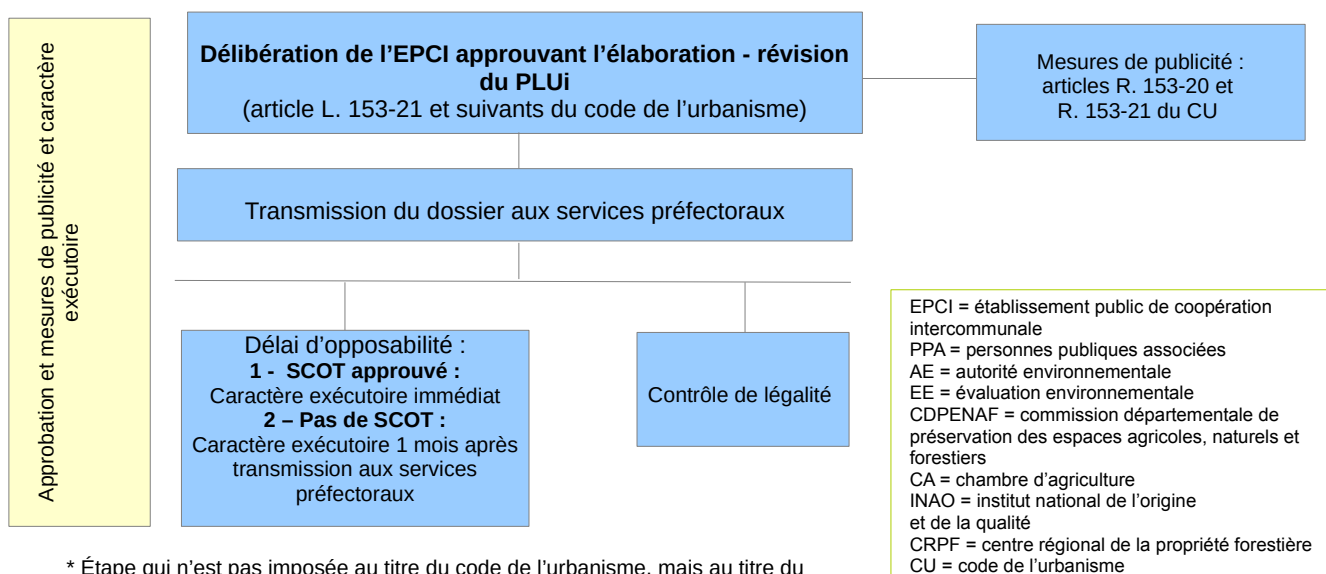 Approbation et mesures de publicité et caractère
exécutoire
Délibération de l’EPCI approuvant l’élaboration - révision
du PLUi
(article L. 153-21 et suivants du code de l’urbanisme)
Mesures de publicité :
articles R. 153-20 et
R. 153-21 du CU
Transmission du dossier aux services préfectoraux
Délai d’opposabilité :
1 - SCOT approuvé :
Caractère exécutoire immédiat
2 – Pas de SCOT :
Caractère exécutoire 1 mois après
transmission aux services
préfectoraux
Contrôle de légalité
EPCI = établissement public de coopération
intercommunale
PPA = personnes publiques associées
AE = autorité environnementale
EE = évaluation environnementale
CDPENAF = commission départementale de
préservation des espaces agricoles, naturels et
forestiers
CA = chambre d’agriculture
INAO = institut national de l’origine
et de la qualité
CRPF = centre régional de la propriété forestière
CU = code de l’urbanisme
* Étape qui n’est pas imposée au titre du code de l’urbanisme, mais au titre du